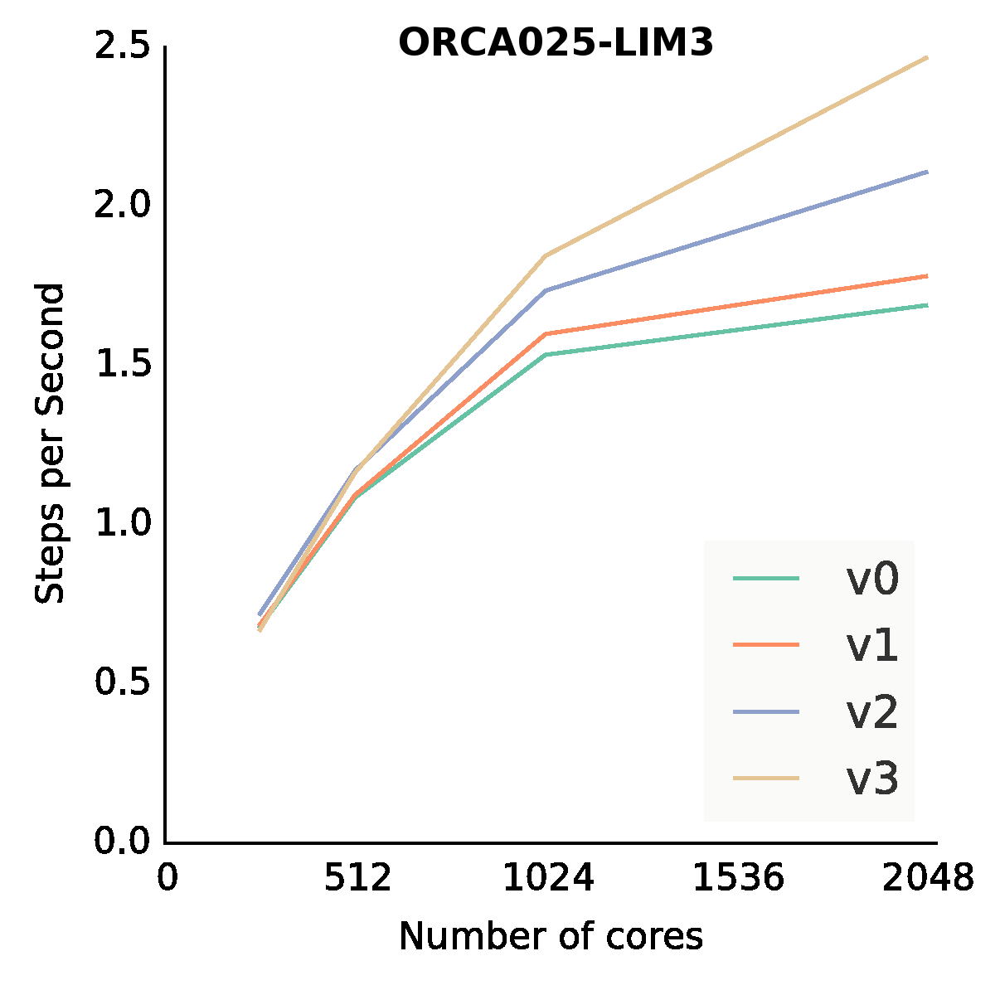 ORCA025-LIM3
2.5
2.0
1.5
1.0
0.5
0.0
Steps per Second
0 512 1024 1536 2048
Number of cores
v0
v1
v2
v3